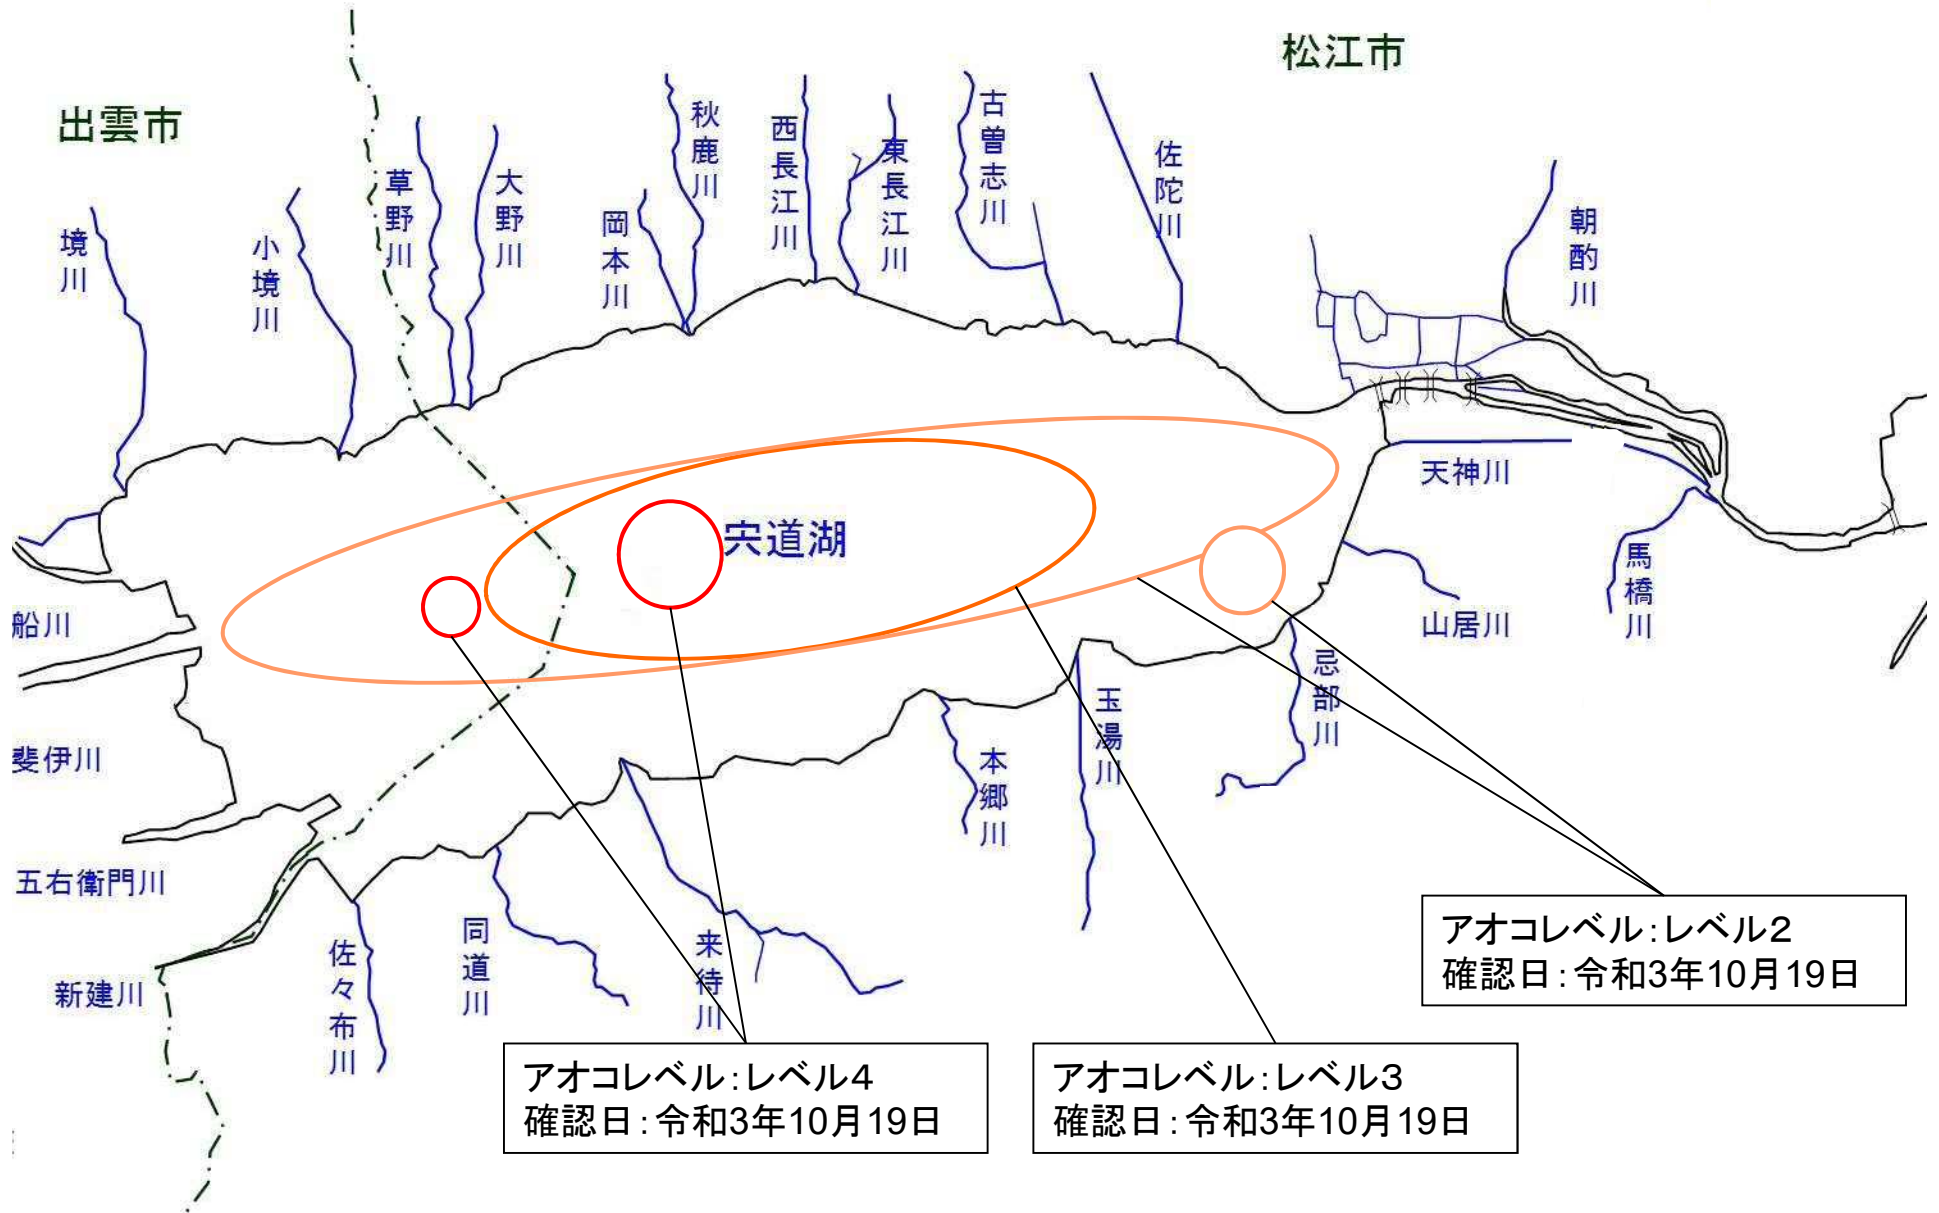 松江市
出雲市
境川
小境川
草野川
大野川
岡本川
秋鹿川
西長江川
東長江川
古曽志川
佐陀川
朝酌川
宍道湖
天神川
馬橋川
山居川
忌部川
玉湯川
本郷川
来待川
同道川
佐々布川
船川
斐伊川
五右衛門川
新建川
アオコレベル：レベル2
確認日：令和3年10月19日
アオコレベル：レベル4
確認日：令和3年10月19日
アオコレベル：レベル3
確認日：令和3年10月19日